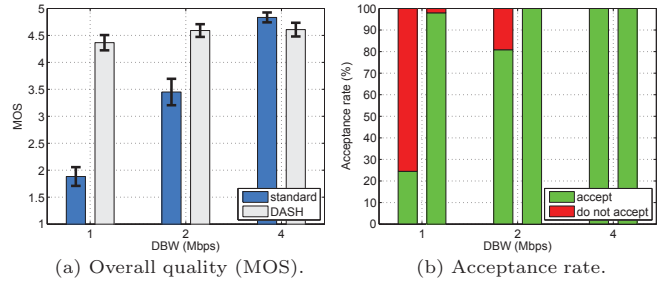 5
4.5
4
3.5
3
2.5
2
1.5
1
MOS
1
2
4
DBW (Mbps)
standard
DASH
(a) Overall quality (MOS).
100
90
80
70
60
50
40
30
20
10
0
Acceptance rate (%)
1
2
4
DBW (Mbps)
accept
do not accept
(b) Acceptance rate.